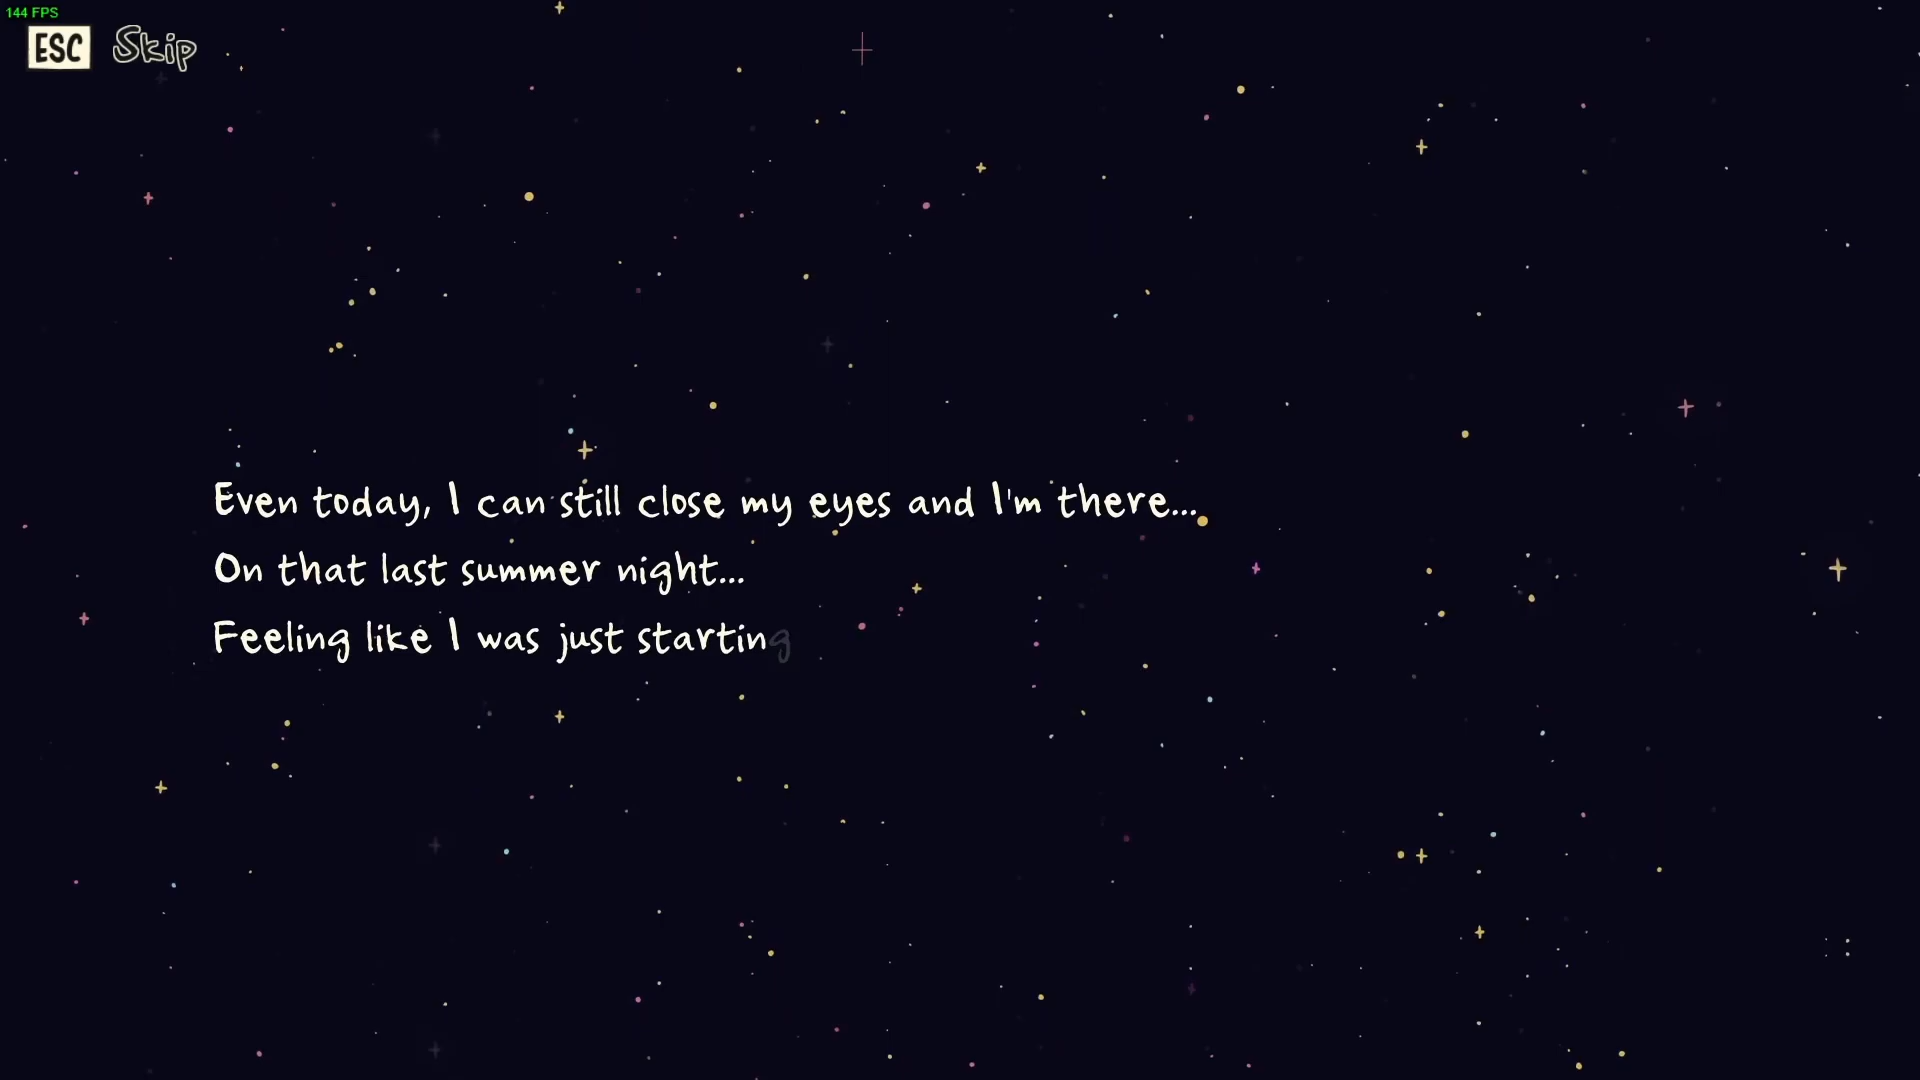 144 FPS
ESC Skip
Even today, I can still close my eyes and I'm there...
On that last summer night...
Feeling like I was just starting